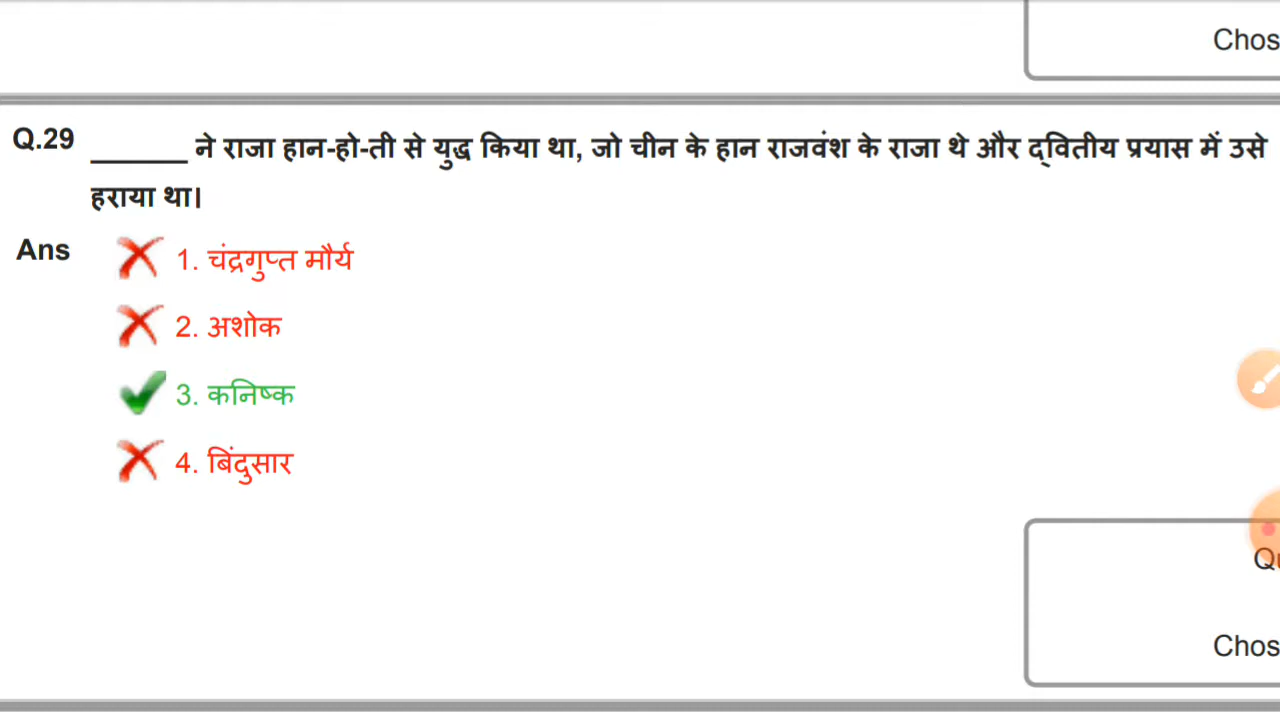 Chos
Q.29 ______ ने राजा हान-हो-ती से युद्ध किया था, जो चीन के हान राजवंश के राजा थे और द्वितीय प्रयास में उसे
हराया था।
Ans 1. चंद्रगुप्त मौर्य
2. अशोक
3. कनिष्क
4. बिंदुसार
Qu
Chos